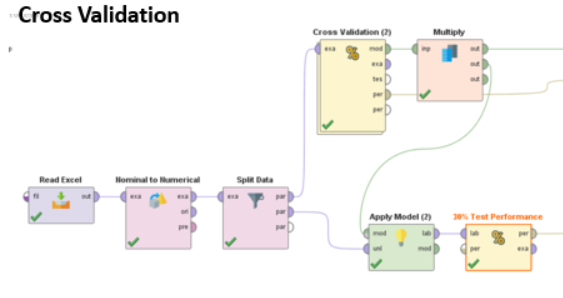 Cross Validation
Cross Validation (2)
Multiply
exa
mod
exa
tes
per
per
inp
out
out
out
Read Excel
Nominal to Numerical
Split Data
fil
out
exa
exa
ori
pre
exa
par
par
par
Apply Model (2)
30% Test Performance
mod
lab
unl
mod
lab
per
per
exa